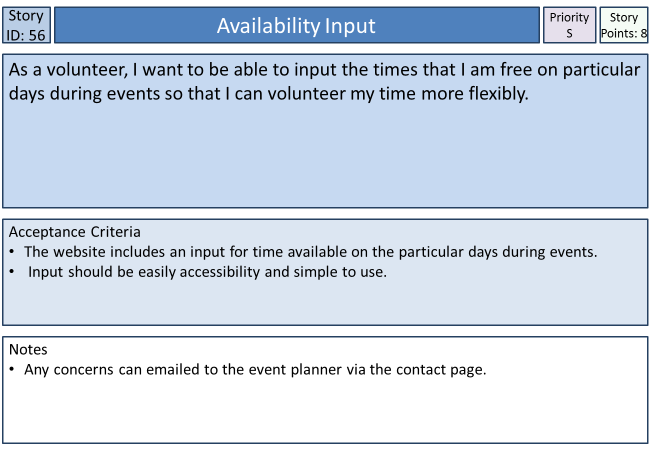 Story
ID: 56
Availability Input
Priority
S
Story
Points: 8
As a volunteer, I want to be able to input the times that I am free on particular
days during events so that I can volunteer my time more flexibly.
Acceptance Criteria
• The website includes an input for time available on the particular days during events.
• Input should be easily accessibility and simple to use.
Notes
• Any concerns can emailed to the event planner via the contact page.